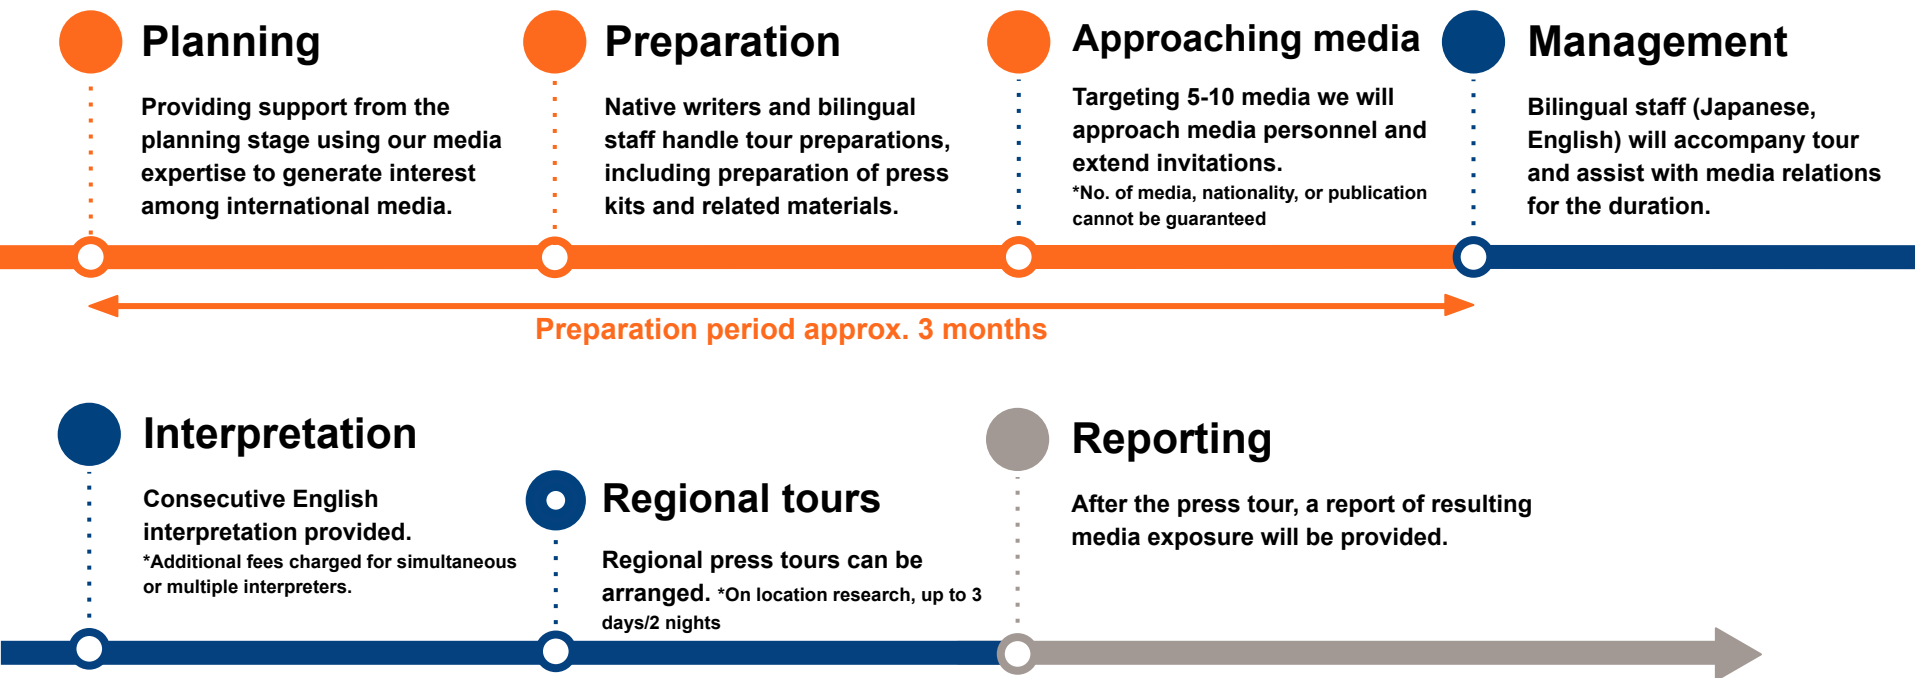 Planning
Providing support from the
planning stage using our media
expertise to generate interest
among international media.
Preparation
Native writers and bilingual
staff handle tour preparations,
including preparation of press
kits and related materials.
Approaching media
Targeting 5-10 media we will
approach media personnel and
extend invitations.
*No. of media, nationality, or publication
cannot be guaranteed
Management
Bilingual staff (Japanese,
English) will accompany tour
and assist with media relations
for the duration.
Preparation period approx. 3 months
Interpretation
Consecutive English
interpretation provided.
*Additional fees charged for simultaneous
or multiple interpreters.
Regional tours
Regional press tours can be
arranged. *On location research, up to 3
days/2 nights
Reporting
After the press tour, a report of resulting
media exposure will be provided.